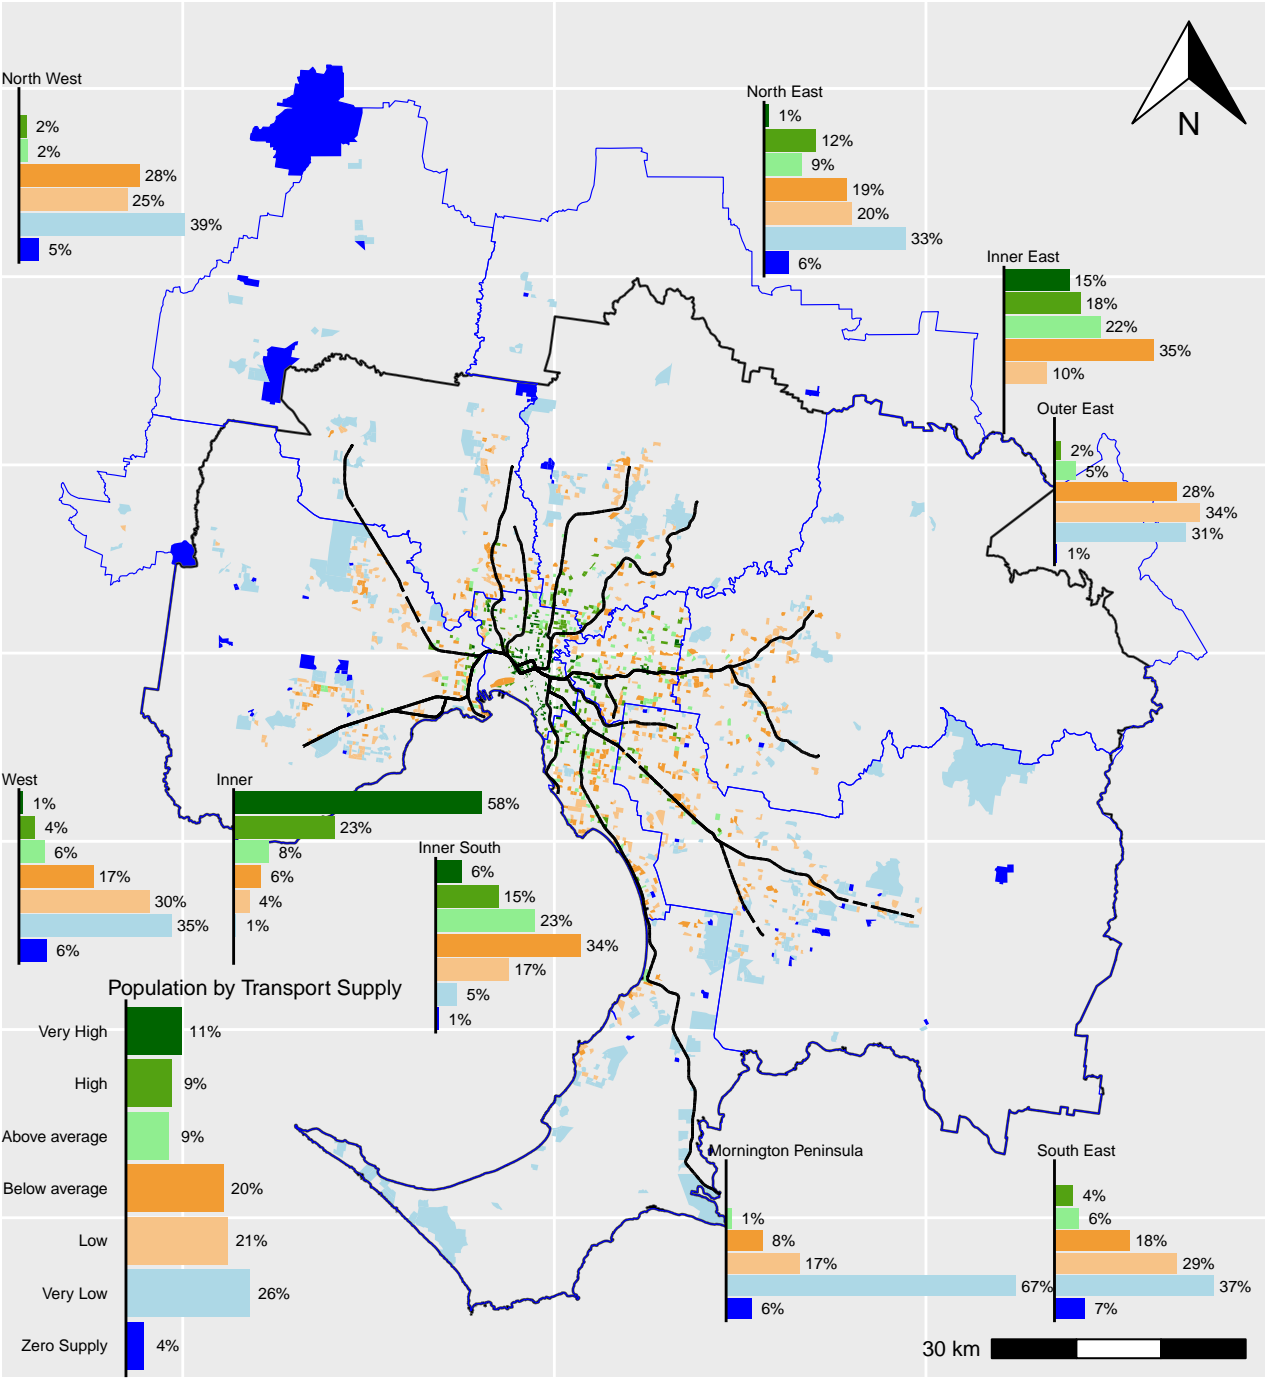 North West
2%
2%
28%
25%
39%
5%
North East
1%
12%
9%
19%
20%
33%
6%
N
Inner East
15%
18%
22%
35%
10%
Outer East
2%
5%
28%
34%
31%
1%
West
1%
4%
6%
17%
30%
35%
6%
Inner
58%
23%
8%
6%
4%
1%
Inner South
6%
15%
23%
34%
17%
5%
1%
Population by Transport Supply
Very High 11%
High 9%
Above average 9%
Below average 20%
Low 21%
Very Low 26%
Zero Supply 4%
Mornington Peninsula
1%
8%
17%
67%
6%
South East
4%
6%
18%
29%
37%
7%
30 km